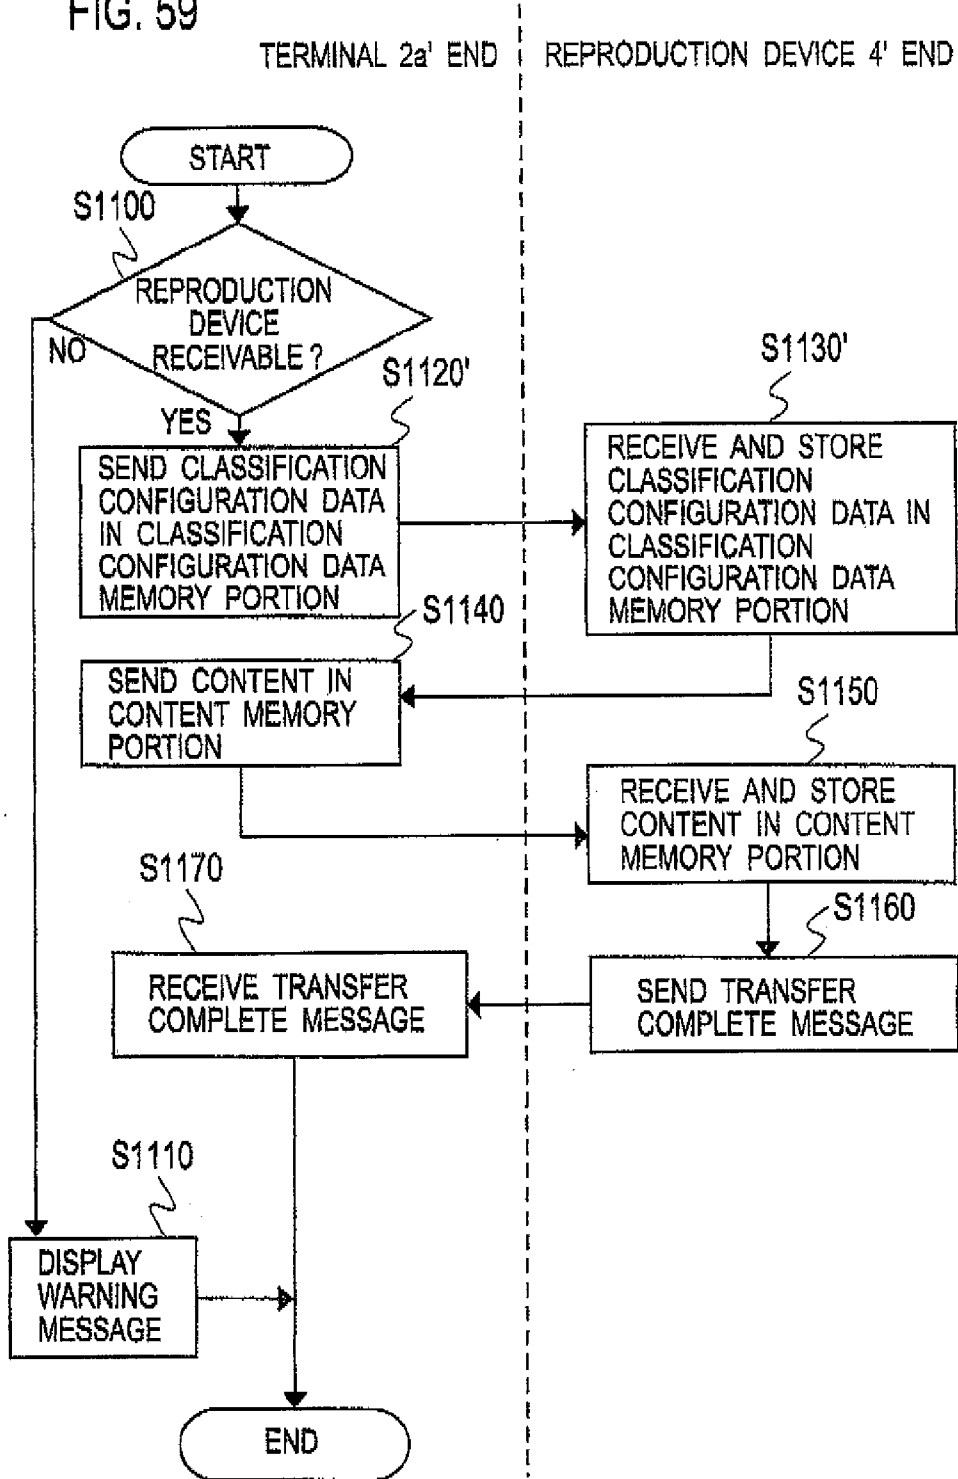 FIG. 59
TERMINAL 2a' END
REPRODUCTION DEVICE 4' END
START
S1100
REPRODUCTION
DEVICE
RECEIVABLE ?
NO
YES
S1120'
SEND CLASSIFICATION
CONFIGURATION DATA
IN CLASSIFICATION
CONFIGURATION DATA
MEMORY PORTION
S1130'
RECEIVE AND STORE
CLASSIFICATION
CONFIGURATION DATA IN
CLASSIFICATION
CONFIGURATION DATA
MEMORY PORTION
S1140
SEND CONTENT IN
CONTENT MEMORY
PORTION
S1150
RECEIVE AND STORE
CONTENT IN CONTENT
MEMORY PORTION
S1160
SEND TRANSFER
COMPLETE MESSAGE
S1170
RECEIVE TRANSFER
COMPLETE MESSAGE
S1110
DISPLAY
WARNING
MESSAGE
END